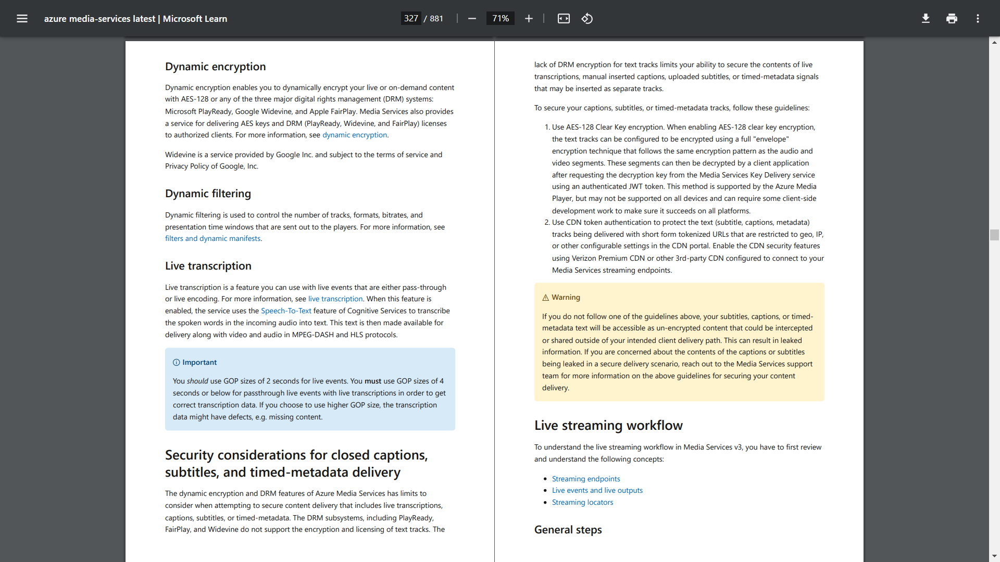 azure media-services latest | Microsoft Learn
327 / 881
71%
Dynamic encryption
Dynamic encryption enables you to dynamically encrypt your live or on-demand content
with AES-128 or any of the three major digital rights management (DRM) systems:
Microsoft PlayReady, Google Widevine, and Apple FairPlay. Media Services also provides
a service for delivering AES keys and DRM (PlayReady, Widevine, and FairPlay) licenses
to authorized clients. For more information, see dynamic encryption.
Widevine is a service provided by Google Inc. and subject to the terms of service and
Privacy Policy of Google, Inc.
Dynamic filtering
Dynamic filtering is used to control the number of tracks, formats, bitrates, and
presentation time windows that are sent out to the players. For more information, see
filters and dynamic manifests.
Live transcription
Live transcription is a feature you can use with live events that are either pass-through
or live encoding. For more information, see live transcription. When this feature is
enabled, the service uses the Speech-To-Text feature of Cognitive Services to transcribe
the spoken words in the incoming audio into text. This text is then made available for
delivery along with video and audio in MPEG-DASH and HLS protocols.
Important
You should use GOP sizes of 2 seconds for live events. You must use GOP sizes of 4
seconds or below for passthrough live events with live transcriptions in order to get
correct transcription data. If you choose to use higher GOP size, the transcription
data might have defects, e.g. missing content.
Security considerations for closed captions,
subtitles, and timed-metadata delivery
The dynamic encryption and DRM features of Azure Media Services has limits to
consider when attempting to secure content delivery that includes live transcriptions,
captions, subtitles, or timed-metadata. The DRM subsystems, including PlayReady,
FairPlay, and Widevine do not support the encryption and licensing of text tracks. The
lack of DRM encryption for text tracks limits your ability to secure the contents of live
transcriptions, manual inserted captions, uploaded subtitles, or timed-metadata signals
that may be inserted as separate tracks.
To secure your captions, subtitles, or timed-metadata tracks, follow these guidelines:
1. Use AES-128 Clear Key encryption. When enabling AES-128 clear key encryption,
the text tracks can be configured to be encrypted using a full "envelope"
encryption technique that follows the same encryption pattern as the audio and
video segments. These segments can then be decrypted by a client application
after requesting the decryption key from the Media Services Key Delivery service
using an authenticated JWT token. This method is supported by the Azure Media
Player, but may not be supported on all devices and can require some client-side
development work to make sure it succeeds on all platforms.
2. Use CDN token authentication to protect the text (subtitle, captions, metadata)
tracks being delivered with short form tokenized URLs that are restricted to geo, IP,
or other configurable settings in the CDN portal. Enable the CDN security features
using Verizon Premium CDN or other 3rd-party CDN configured to connect to your
Media Services streaming endpoints.
Warning
If you do not follow one of the guidelines above, your subtitles, captions, or timed-
metadata text will be accessible as un-encrypted content that could be intercepted
or shared outside of your intended client delivery path. This can result in leaked
information. If you are concerned about the contents of the captions or subtitles
being leaked in a secure delivery scenario, reach out to the Media Services support
team for more information on the above guidelines for securing your content
delivery.
Live streaming workflow
To understand the live streaming workflow in Media Services v3, you have to first review
and understand the following concepts:
• Streaming endpoints
• Live events and live outputs
• Streaming locators
General steps